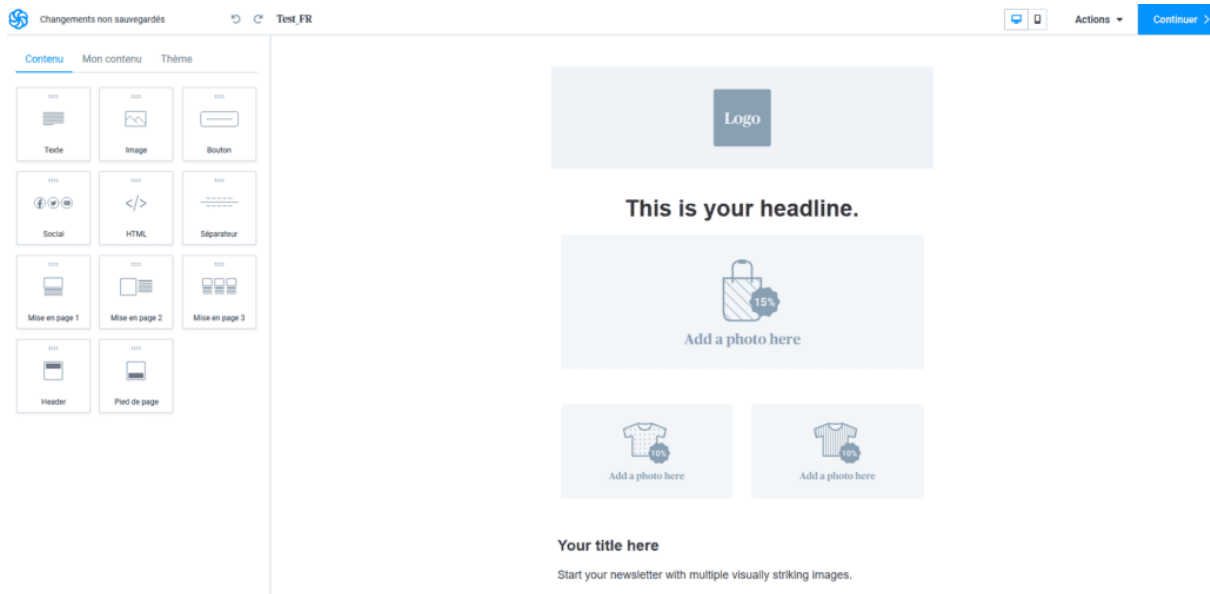 Changements non sauvegardés
Test_FR
Actions
Continuer
Contenu Mon contenu Thème
Texte Image Bouton
Social HTML Séparateur
Mise en page 1 Mise en page 2 Mise en page 3
Header Pied de page
Logo
This is your headline.
15%
Add a photo here
10% 10%
Add a photo here Add a photo here
Your title here
Start your newsletter with multiple visually striking images.